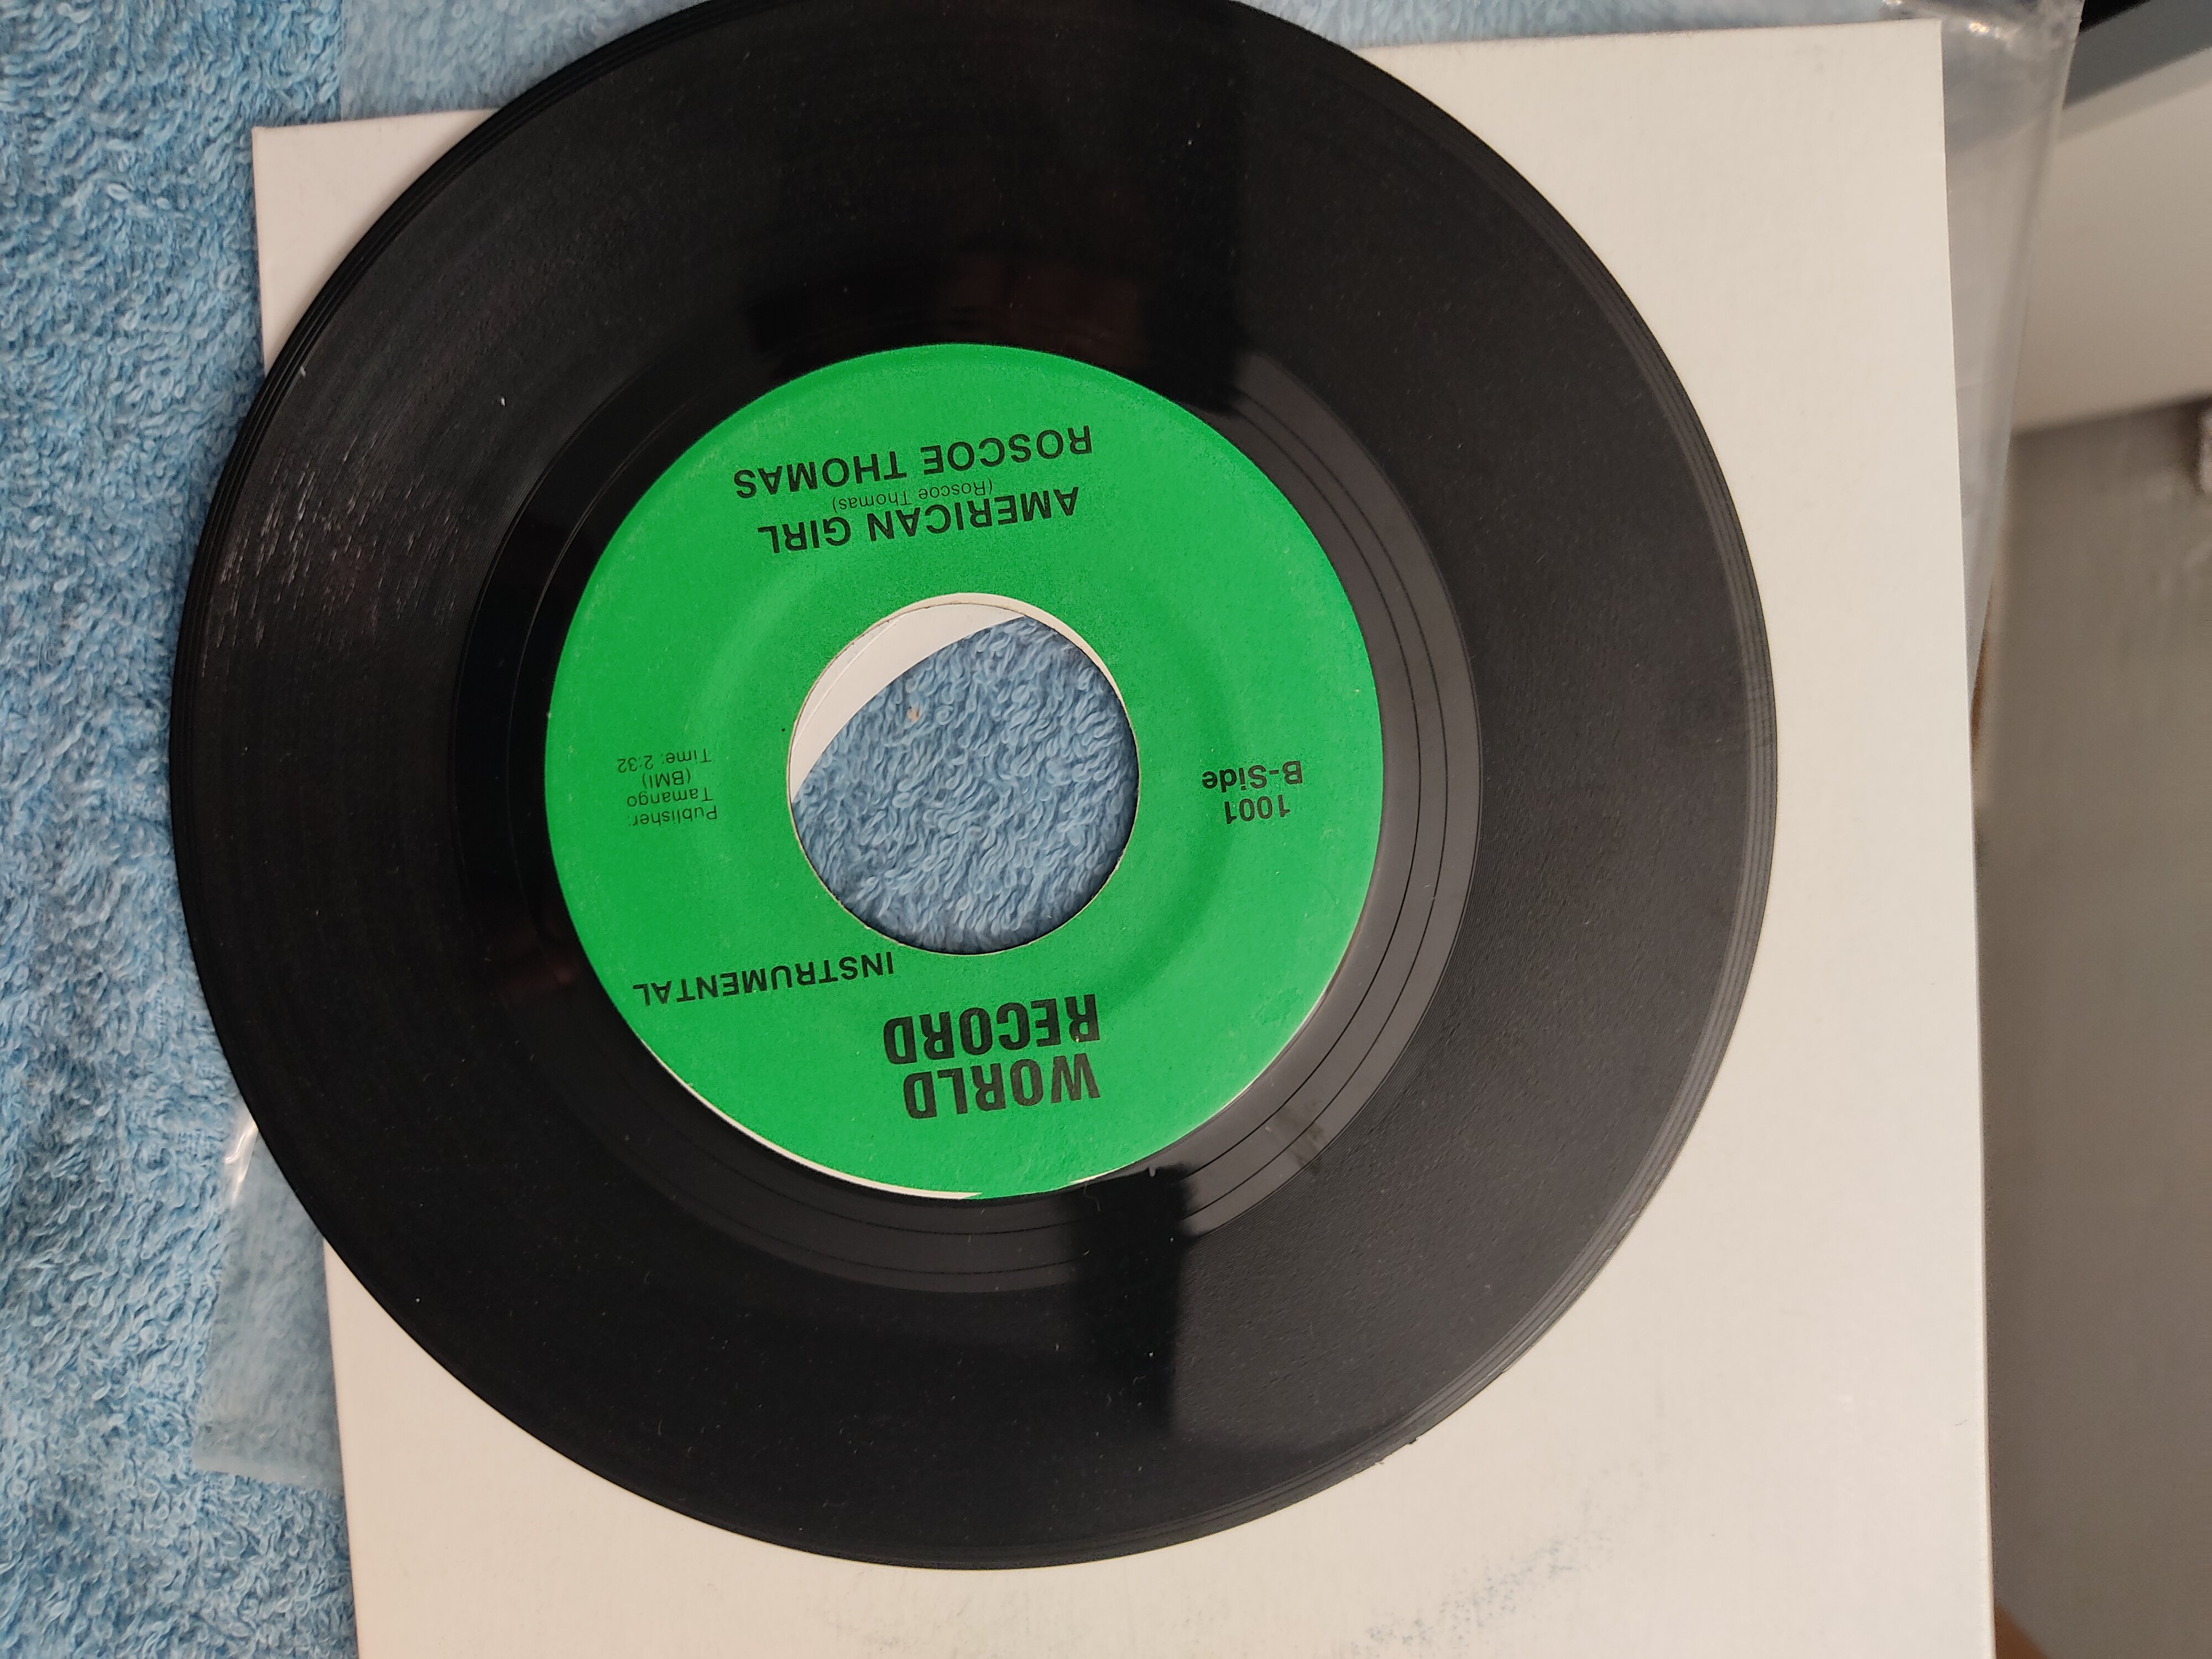 WORLD
RECORD
INSTRUMENTAL
1001
B-Side
Publisher:
Tamango
(BMI)
Time: 2:32
AMERICAN GIRL
(Roscoe Thomas)
ROSCOE THOMAS